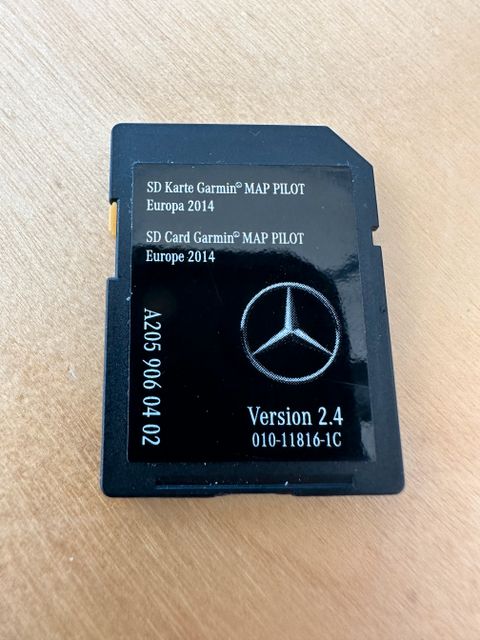 SD Karte Garmin® MAP PILOT
Europa 2014
SD Card Garmin® MAP PILOT
Europe 2014
A205 906 04 02
Version 2.4
010-11816-1C